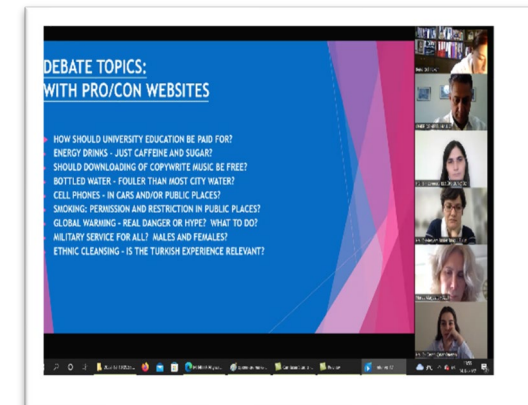 DEBATE TOPICS:
WITH PRO/CON WEBSITES
HOW SHOULD UNIVERSITY EDUCATION BE PAID FOR?
ENERGY DRINKS - JUST CAFFEINE AND SUGAR?
SHOULD DOWNLOADING OF COPYWRITE MUSIC BE FREE?
BOTTLED WATER - FOULER THAN MOST CITY WATER?
CELL PHONES - IN CARS AND/OR PUBLIC PLACES?
SMOKING: PERMISSION AND RESTRICTION IN PUBLIC PLACES?
GLOBAL WARMING - REAL DANGER OR HYPE? WHAT TO DO?
MILITARY SERVICE FOR ALL? MALES AND FEMALES?
ETHNIC CLEANSING - IS THE TURKISH EXPERIENCE RELEVANT?